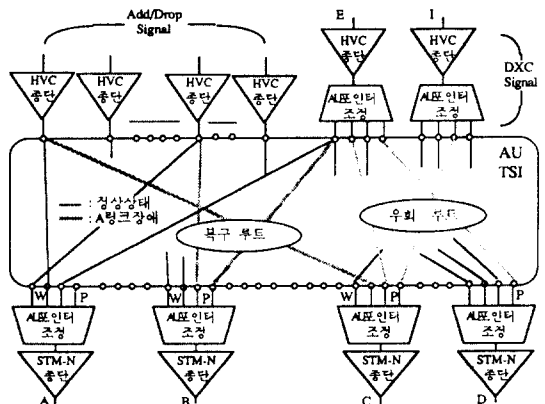 Add/Drop
Signal
E
I
HVC
종단
HVC
종단
HVC
종단
HVC
종단
HVC
종단
HVC
종단
DXC
Signal
AU포인터
조정
AU포인터
조정
AU
TSI
: 정상상태
: A링크장애
복구 루트
우회 루트
W
P
W
P
W
P
P
AU포인터
조정
AU포인터
조정
AU포인터
조정
AU포인터
조정
STM-N
종단
STM-N
종단
STM-N
종단
STM-N
종단
A
B
C
D